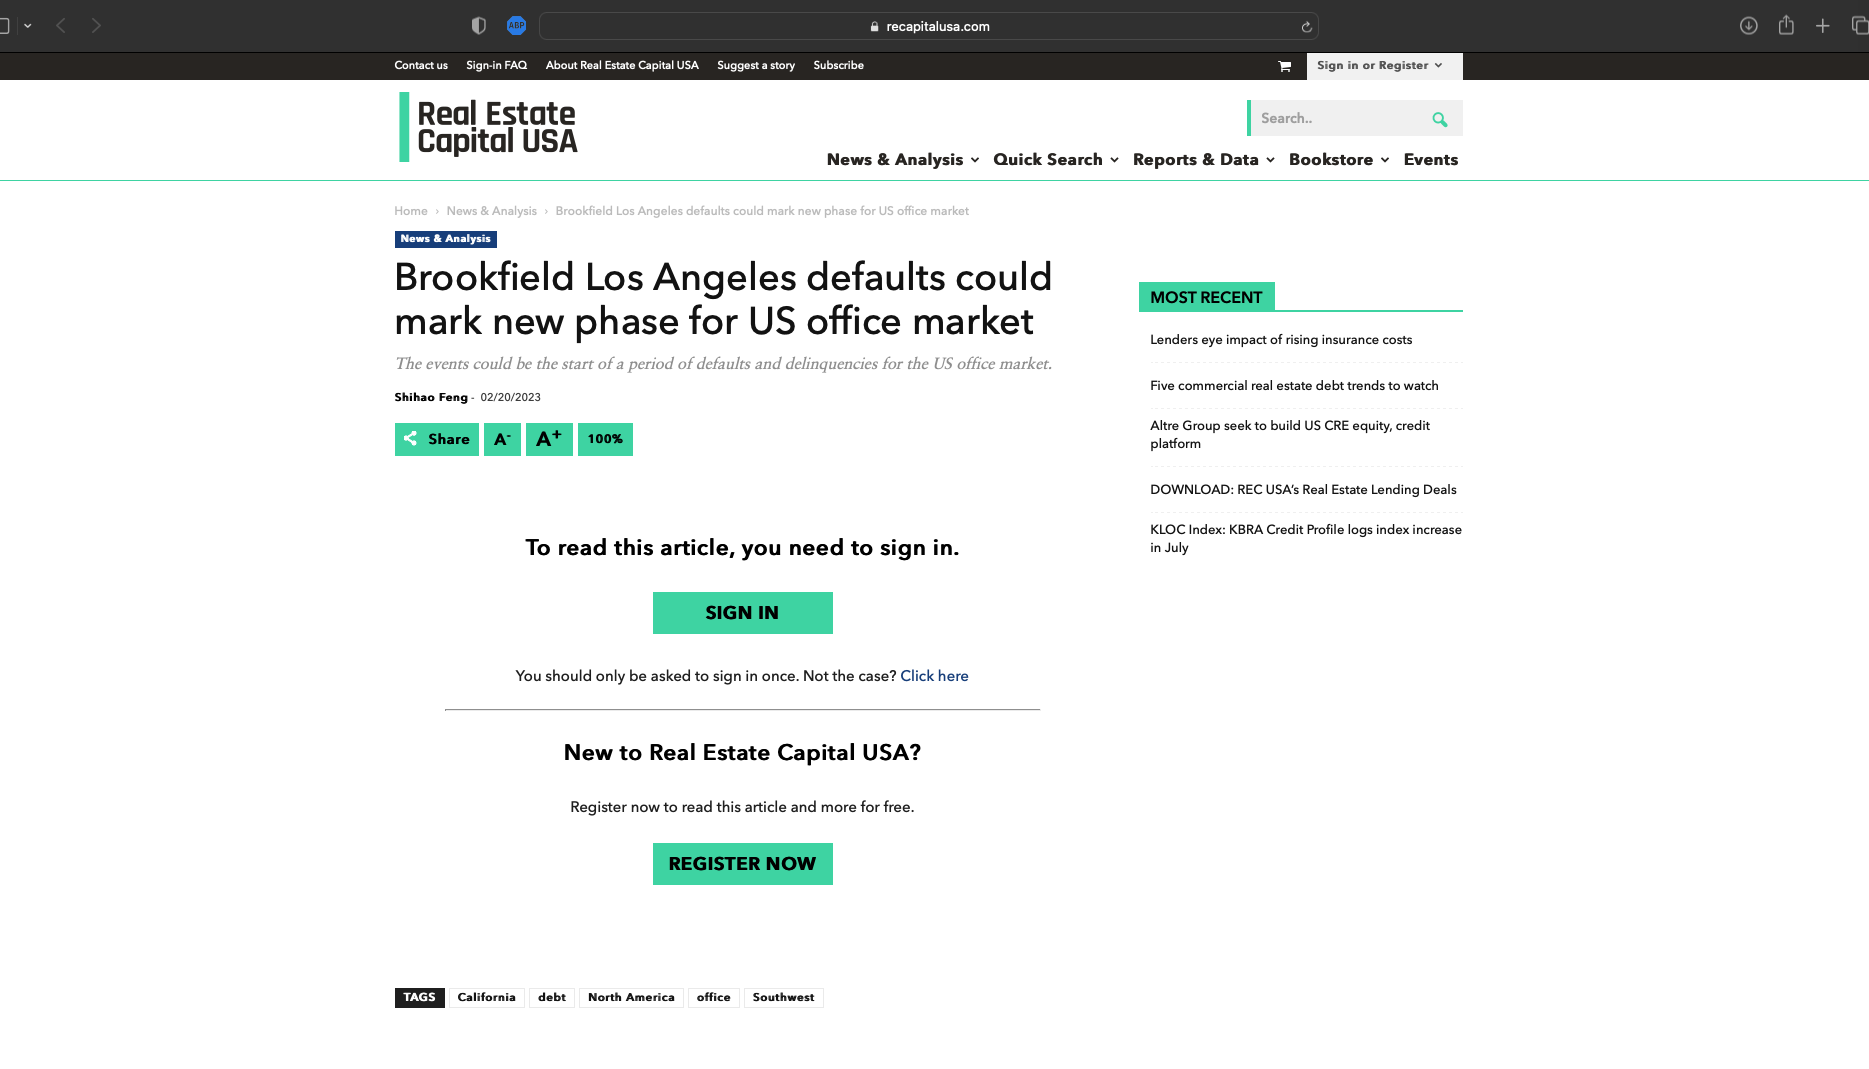 ABP
recapitalusa.com
Contact us Sign-in FAQ About Real Estate Capital USA Suggest a story Subscribe
Sign in or Register
Real Estate
Capital USA
Search..
News & Analysis Quick Search Reports & Data Bookstore Events
Home › News & Analysis › Brookfield Los Angeles defaults could mark new phase for US office market
News & Analysis
Brookfield Los Angeles defaults could
mark new phase for US office market
The events could be the start of a period of defaults and delinquencies for the US office market.
Shihao Feng - 02/20/2023
Share A- A+ 100%
To read this article, you need to sign in.
SIGN IN
You should only be asked to sign in once. Not the case? Click here
New to Real Estate Capital USA?
Register now to read this article and more for free.
REGISTER NOW
TAGS California debt North America office Southwest
MOST RECENT
Lenders eye impact of rising insurance costs
Five commercial real estate debt trends to watch
Altre Group seek to build US CRE equity, credit
platform
DOWNLOAD: REC USA’s Real Estate Lending Deals
KLOC Index: KBRA Credit Profile logs index increase
in July